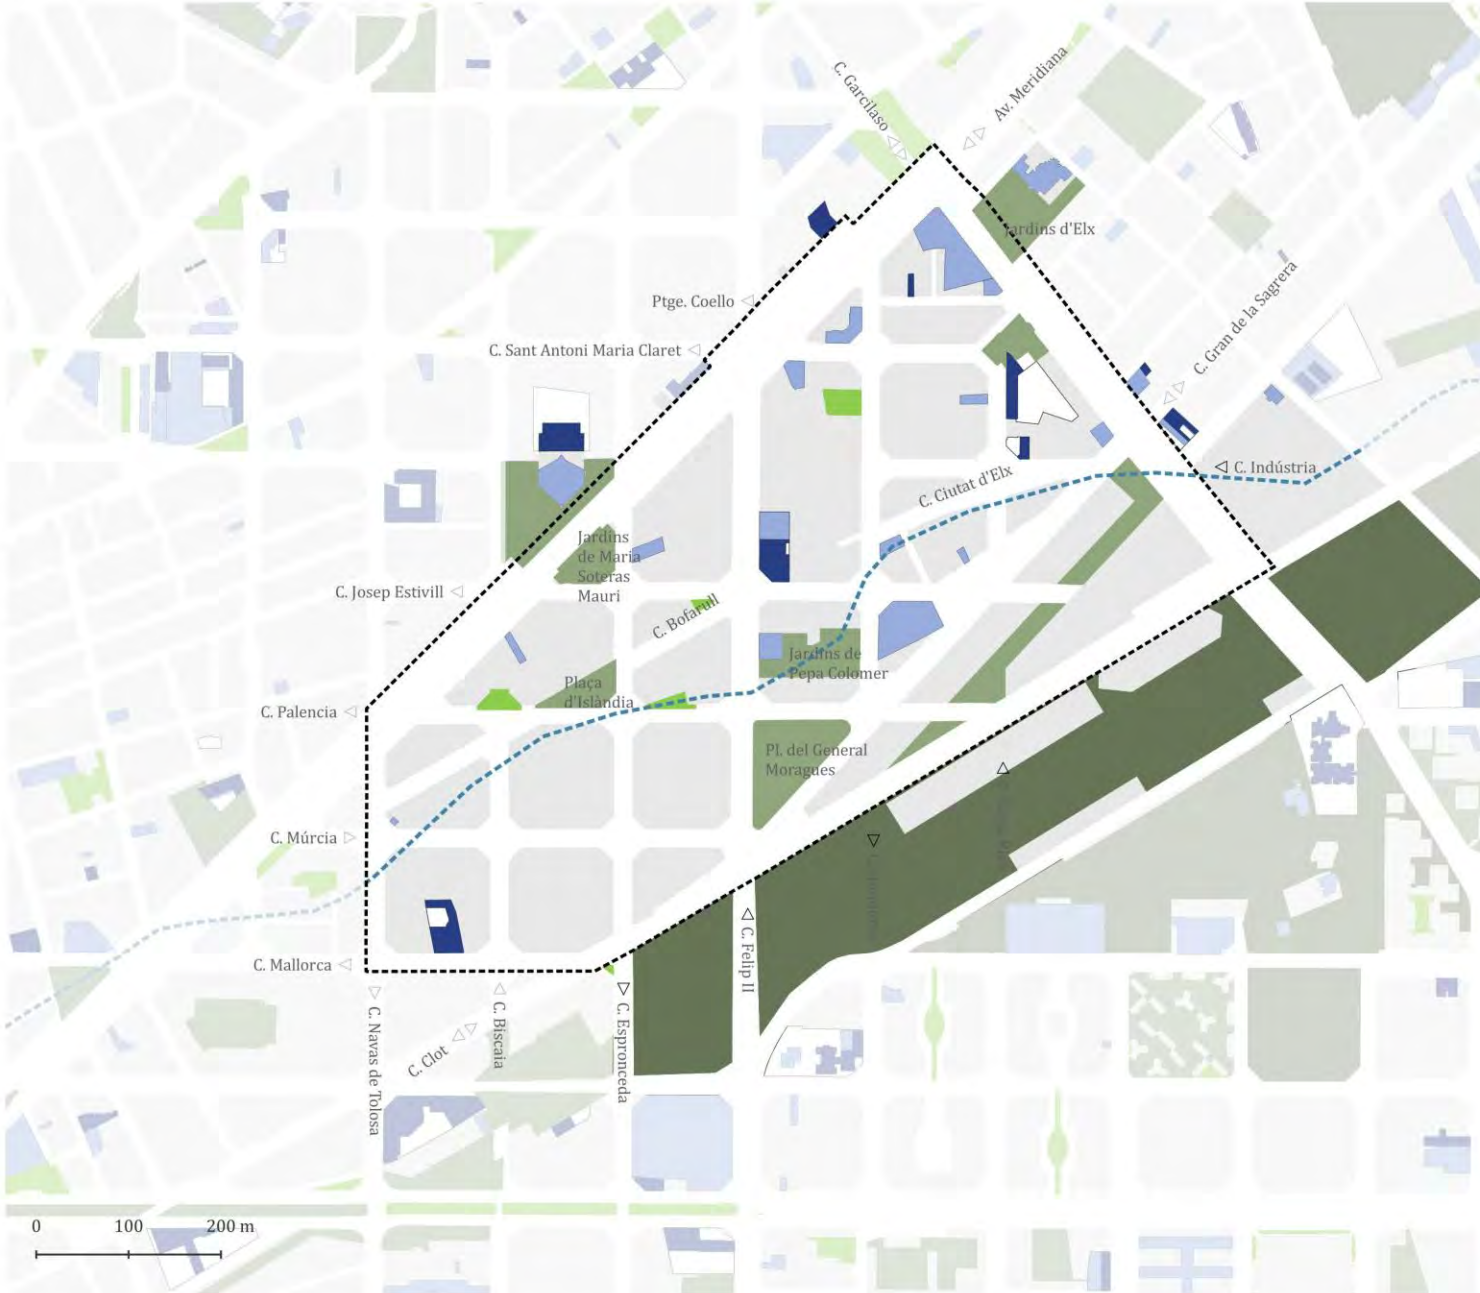 C. Garcilaso
Av. Meridiana
Jardins d'Elx
C. Gran de la Sagrera
Ptge. Coello
C. Sant Antoni Maria Claret
C. Indústria
C. Ciutat d'Elx
Jardins
de Maria
Soteras
Mauri
C. Josep Estivill
C. Bofarull
Jardins de
Pepa Colomer
Plaça
d'Islàndia
C. Palencia
Pl. del General
Moragues
C. Múrcia
C. Mallorca
C. Navas de Tolosa
C. Biscaia
C. Clot
C. Espronceda
C. Felip II
0 100 200 m